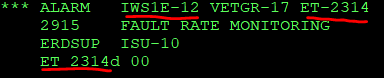 *** ALARM IWS1E-12 VETGR-17 ET-2314
2915 FAULT RATE MONITORING
ERDSUP ISU-10
ET 2314d 00